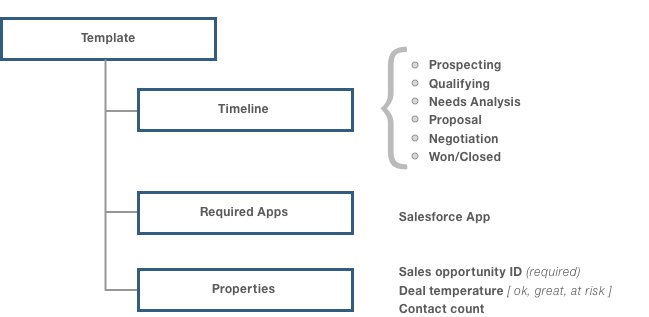 Template
Timeline
Prospecting
Qualifying
Needs Analysis
Proposal
Negotiation
Won/Closed
Required Apps
Salesforce App
Properties
Sales opportunity ID (required)
Deal temperature [ ok, great, at risk ]
Contact count